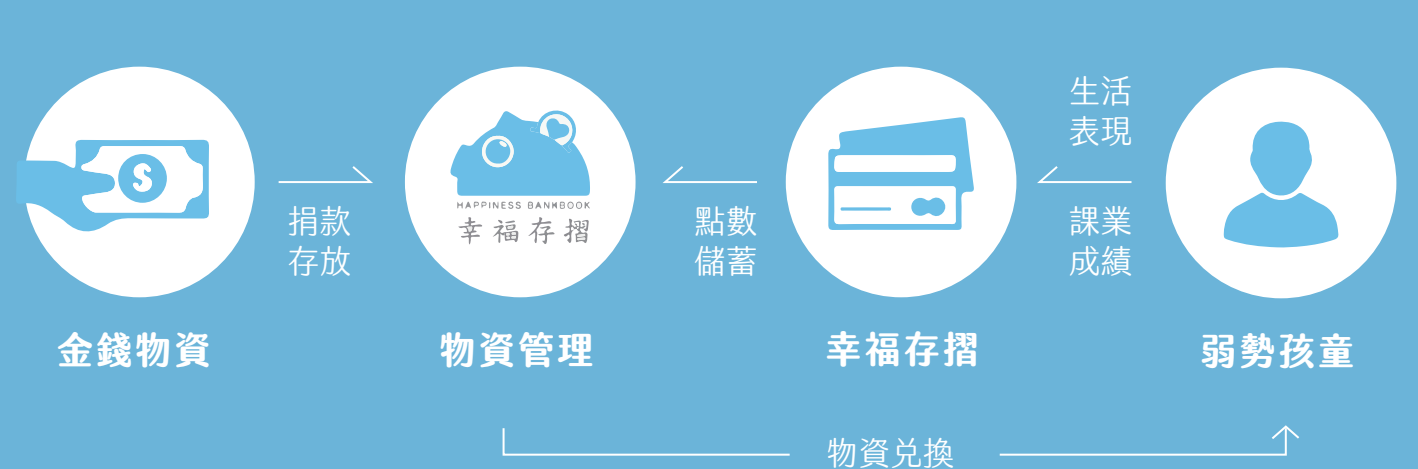 生活
表現
$
HAPPINESS BANKBOOK
幸福存摺
捐款
存放
點數
儲蓄
課業
成績
金錢物資
物資管理
幸福存摺
弱勢孩童
物資兌換